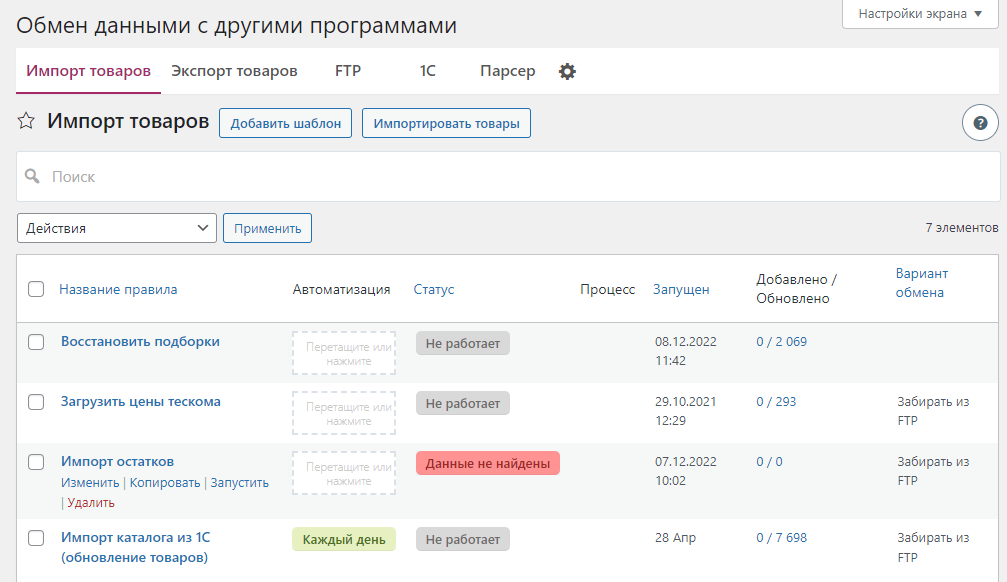 Настройки экрана
Обмен данными с другими программами
Импорт товаров Экспорт товаров FTP 1С Парсер
Импорт товаров Добавить шаблон Импортировать товары ?
Поиск
Действия Применить 7 элементов
Название правила Автоматизация Статус Процесс Запущен Добавлено / Обновлено Вариант обмена
Восстановить подборки Перетащите или нажмите Не работает 08.12.2022 11:42 0 / 2 069
Загрузить цены тескома Перетащите или нажмите Не работает 29.10.2021 12:29 0 / 293 Забирать из FTP
Импорт остатков Перетащите или нажмите Данные не найдены 07.12.2022 10:02 0 / 0 Забирать из FTP
Изменить | Копировать | Запустить
| Удалить
Импорт каталога из 1С Каждый день Не работает 28 Апр 0 / 7 698 Забирать из FTP
(обновление товаров)